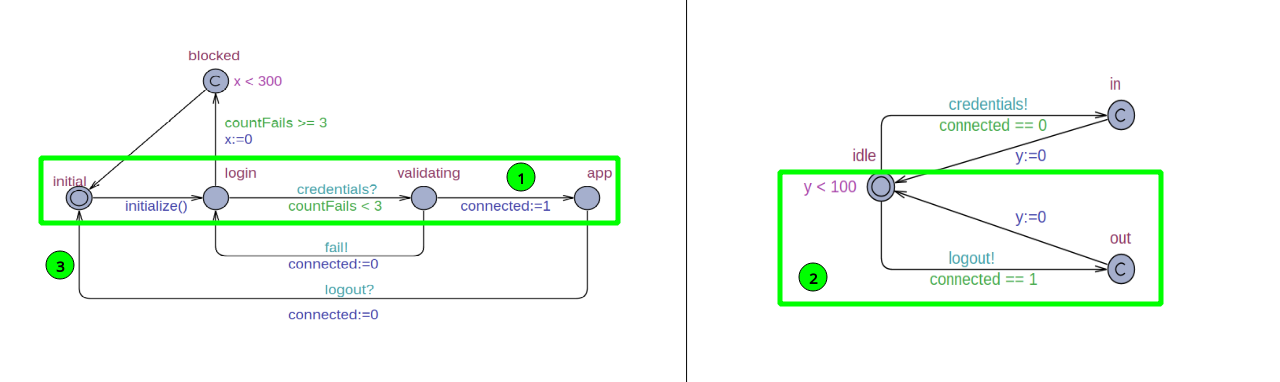 blocked
C
x < 300
countFails >= 3
x:=0
initial
login
validating
1
app
credentials?
initialize()
countFails < 3
connected:=1
fail!
connected:=0
3
logout?
connected:=0
in
credentials!
C
connected == 0
idle
y:=0
y < 100
y:=0
out
logout!
C
2
connected == 1